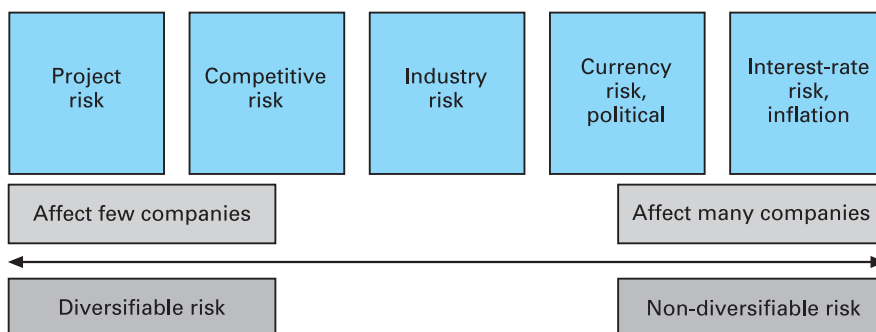 Project
risk
Competitive
risk
Industry
risk
Currency
risk,
political
Interest-rate
risk,
inflation
Affect few companies
Affect many companies
Diversifiable risk
Non-diversifiable risk